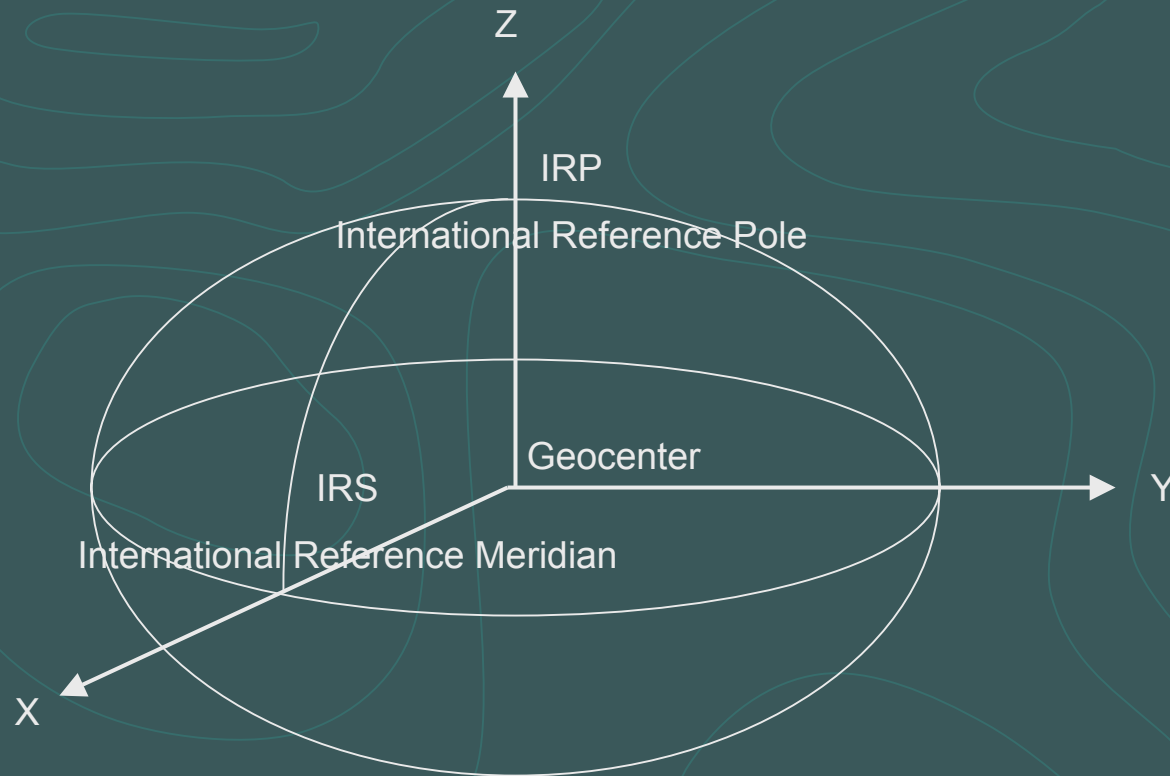 Z
IRP
International Reference Pole
Geocenter
IRS
Y
International Reference Meridian
X